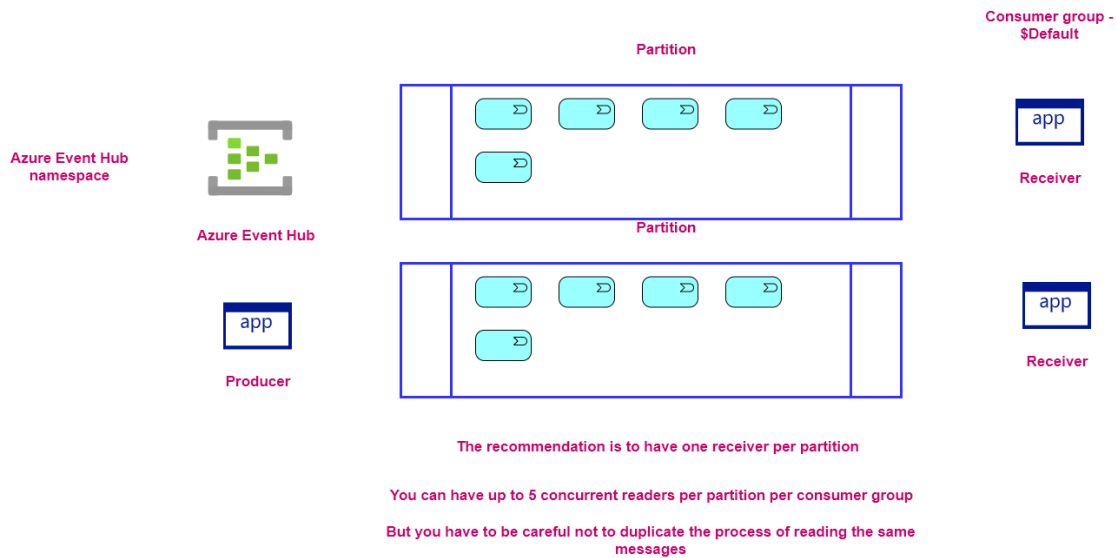 Consumer group -
$Default
Partition
app
Azure Event Hub
namespace
Receiver
Azure Event Hub
Partition
app
app
Receiver
Producer
The recommendation is to have one receiver per partition
You can have up to 5 concurrent readers per partition per consumer group
But you have to be careful not to duplicate the process of reading the same
messages